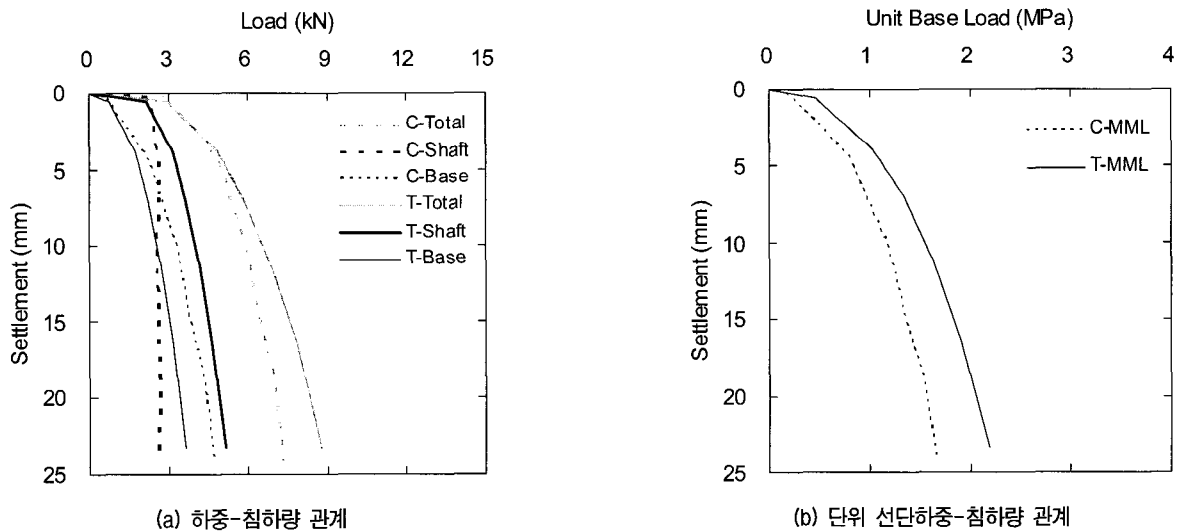 Load (kN)
0 3 6 9 12 15
Settlement (mm)
0
5
10
15
20
25
C-Total
C-Shaft
C-Base
T-Total
T-Shaft
T-Base
(a) 하중-침하량 관계
Unit Base Load (MPa)
0 1 2 3 4
Settlement (mm)
0
5
10
15
20
25
C-MML
T-MML
(b) 단위 선단하중-침하량 관계